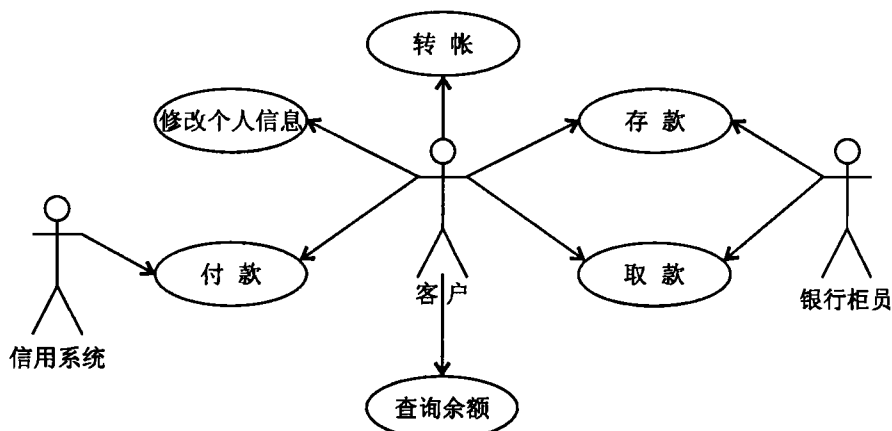 转 帐
修改个人信息
存 款
付 款
客 户
取 款
银行柜员
信用系统
查询余额